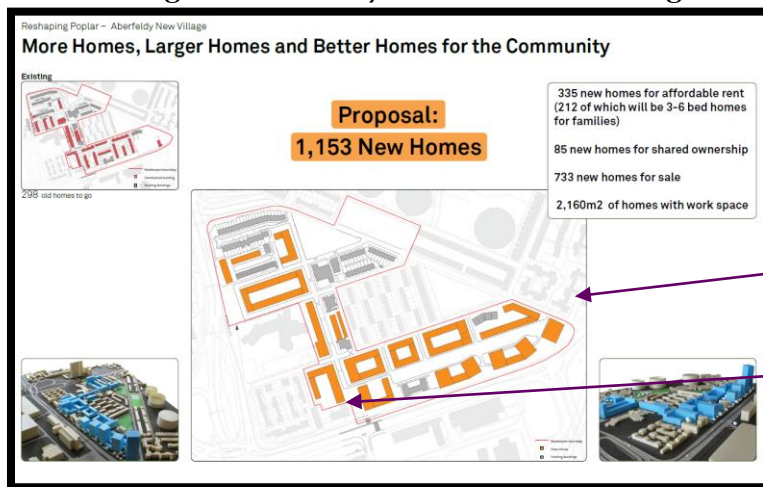 Reshaping Poplar – Aberfeldy New Village
More Homes, Larger Homes and Better Homes for the Community
Existing
298 old homes to go
Proposal:
1,153 New Homes
335 new homes for affordable rent
(212 of which will be 3-6 bed homes
for families)
85 new homes for shared ownership
733 new homes for sale
2,160m2 of homes with work space